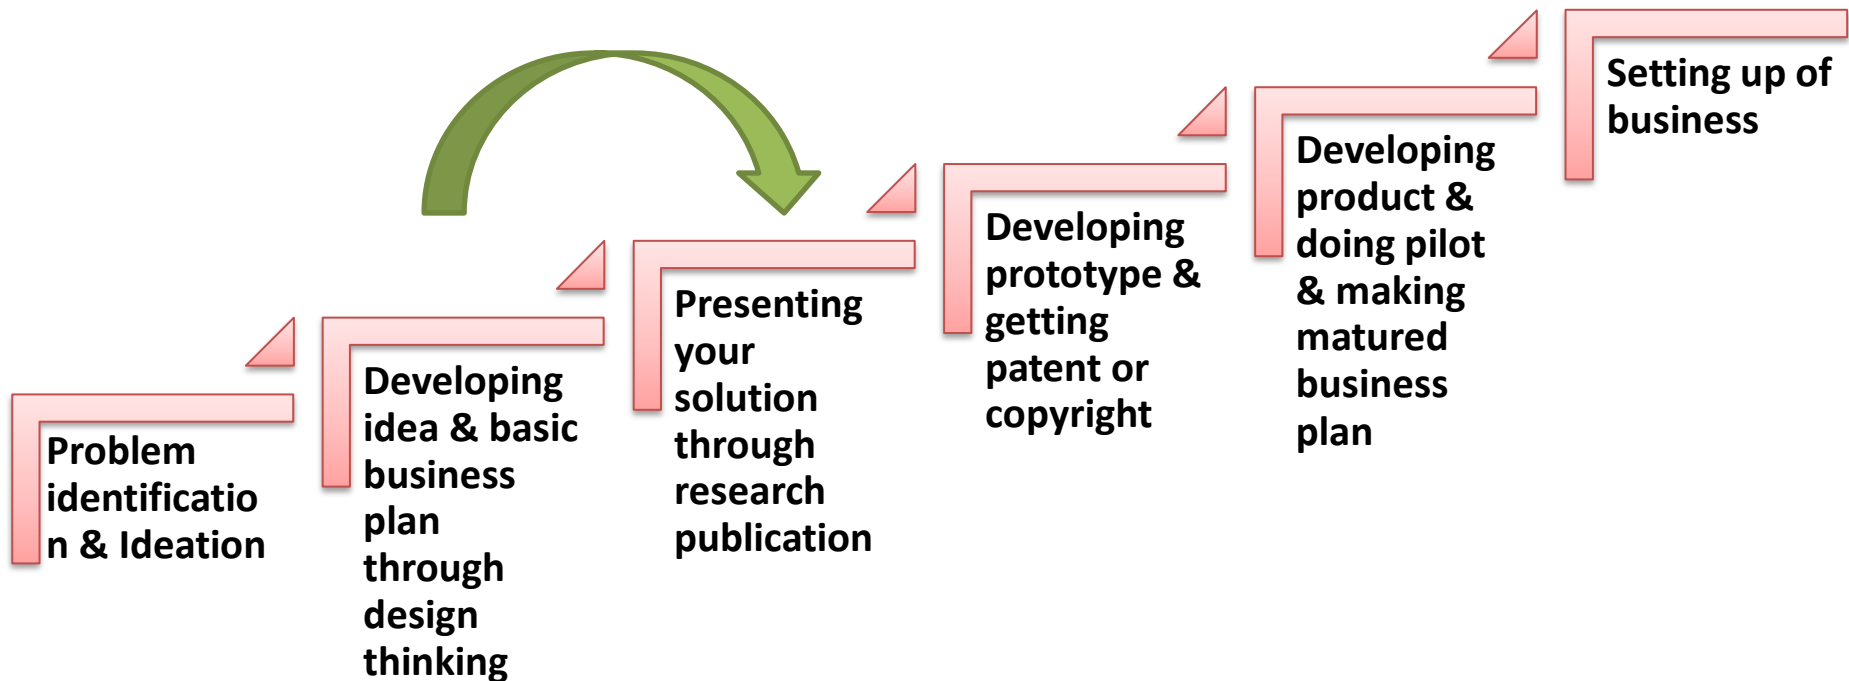 Problem
identificatio
n & Ideation
Developing
idea & basic
business
plan
through
design
thinking
Presenting
your
solution
through
research
publication
Developing
prototype &
getting
patent or
copyright
Developing
product &
doing pilot
& making
matured
business
plan
Setting up of
business